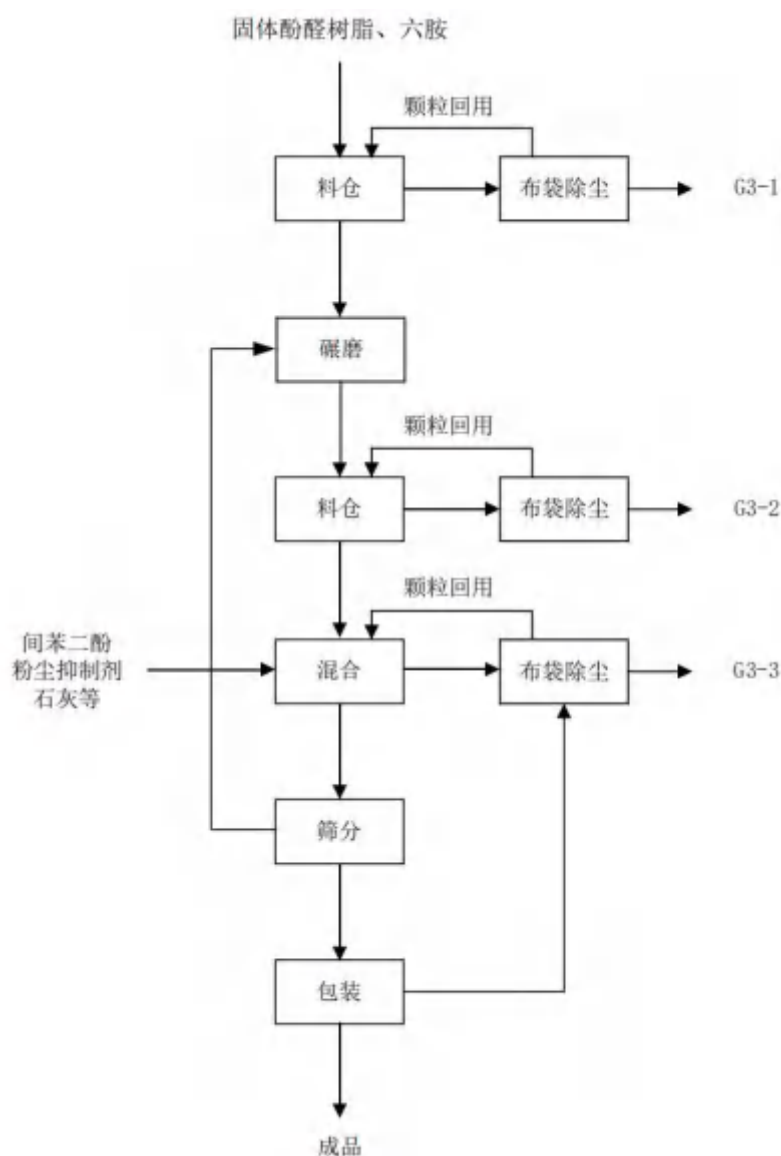 固体酚醛树脂、六胺
颗粒回用
料仓
布袋除尘
G3-1
碾磨
颗粒回用
料仓
布袋除尘
G3-2
颗粒回用
间苯二酚
粉尘抑制剂
石灰等
混合
布袋除尘
G3-3
筛分
包装
成品